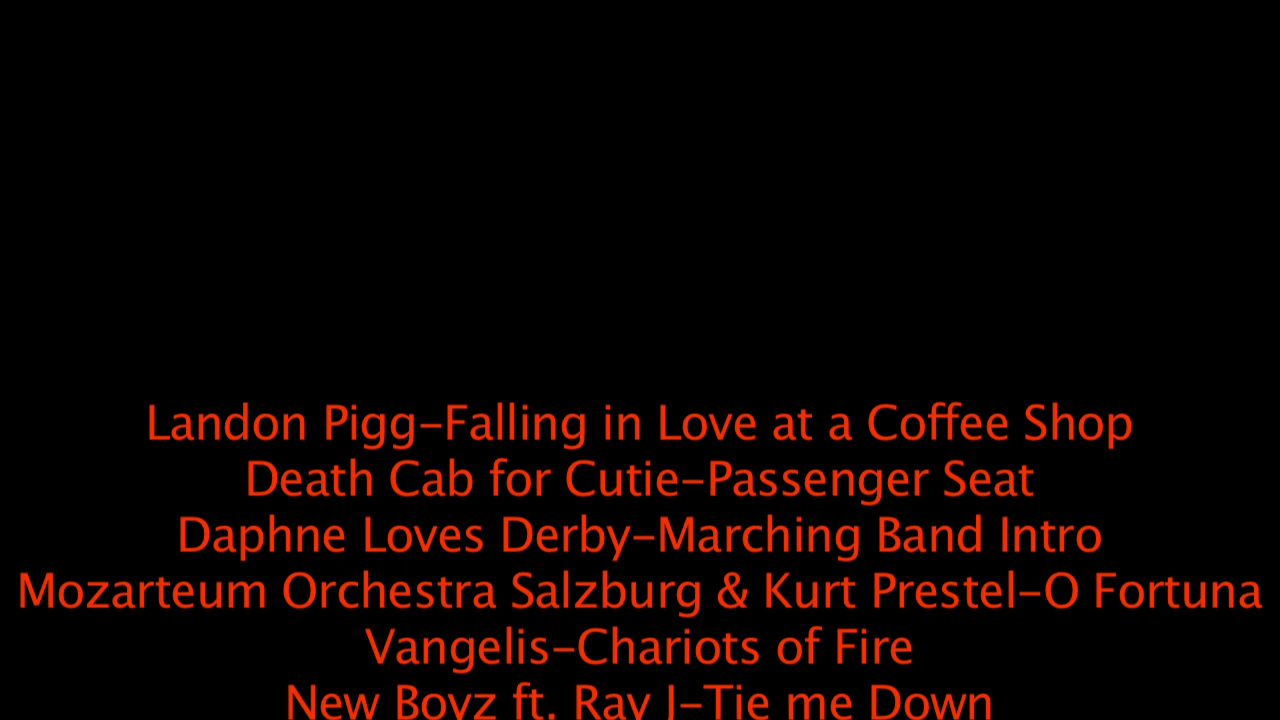 Landon Pigg–Falling in Love at a Coffee Shop
Death Cab for Cutie–Passenger Seat
Daphne Loves Derby–Marching Band Intro
Mozarteum Orchestra Salzburg & Kurt Prestel–O Fortuna
Vangelis–Chariots of Fire
New Boyz ft. Ray J–Tie me Down